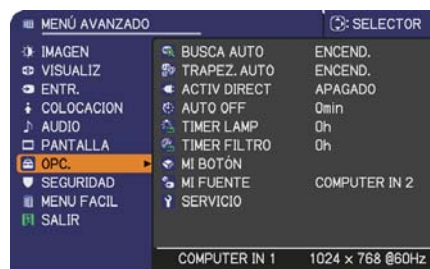 MENÚ AVANZADO : SELECTOR
IMAGEN
VISUALIZ
ENTR.
COLOCACION
AUDIO
PANTALLA
OPC.
SEGURIDAD
MENU FACIL
SALIR
BUSCA AUTO ENCEND.
TRAPEZ. AUTO ENCEND.
ACTIV DIRECT APAGADO
AUTO OFF 0min
TIMER LAMP 0h
TIMER FILTRO 0h
MI BOTÓN
MI FUENTE COMPUTER IN 2
SERVICIO
COMPUTER IN 1 1024 x 768 @60Hz